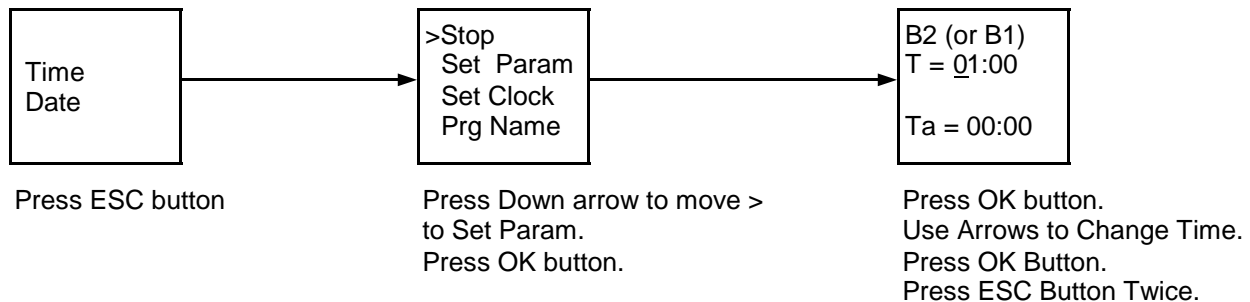 Time
Date
>Stop
Set Param
Set Clock
Prg Name
B2 (or B1)
T = 01:00
Ta = 00:00
Press ESC button
Press Down arrow to move >
to Set Param.
Press OK button.
Press OK button.
Use Arrows to Change Time.
Press OK Button.
Press ESC Button Twice.